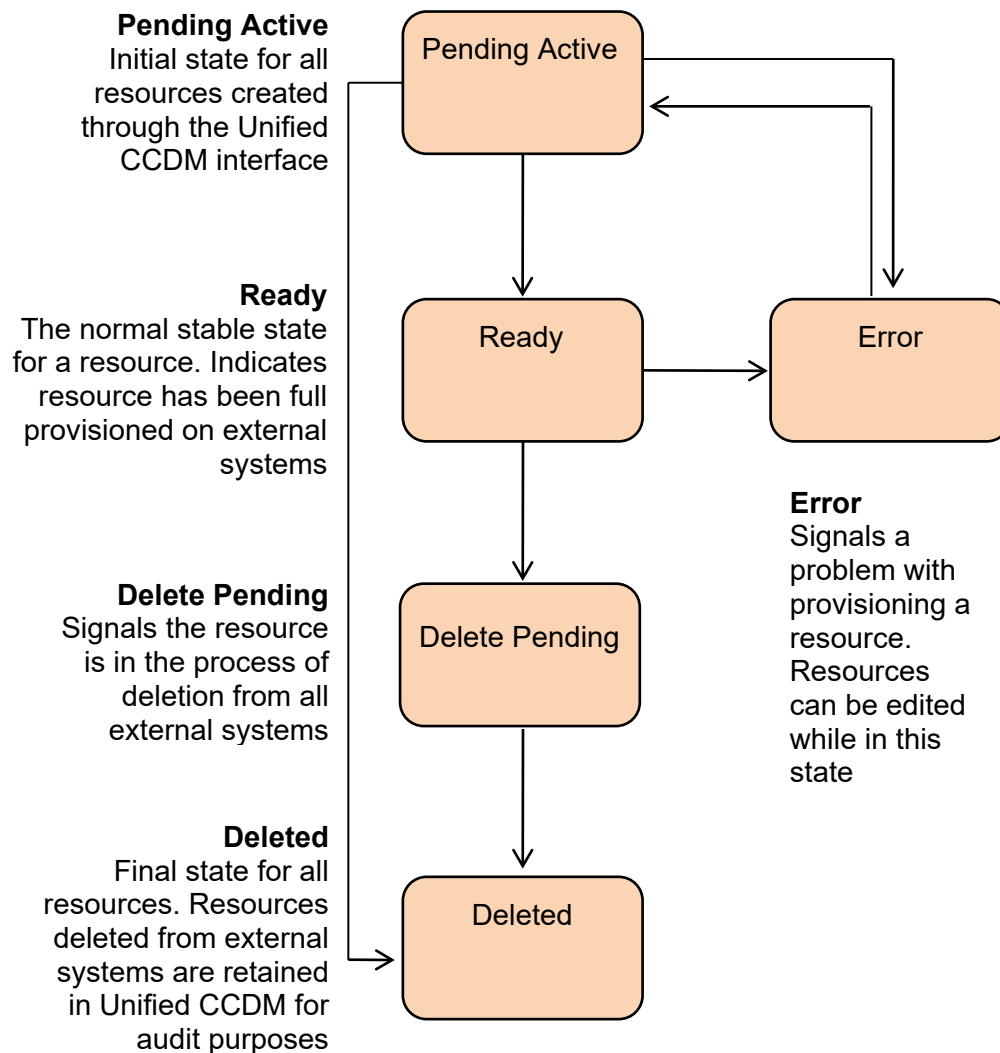 Pending Active
Initial state for all
resources created
through the Unified
CCDM interface
Pending Active
Ready
The normal stable state
for a resource. Indicates
resource has been full
provisioned on external
systems
Ready
Error
Error
Signals a
problem with
provisioning a
resource.
Resources
can be edited
while in this
state
Delete Pending
Signals the resource
is in the process of
deletion from all
external systems
Delete Pending
Deleted
Final state for all
resources. Resources
deleted from external
systems are retained
in Unified CCDM for
audit purposes
Deleted